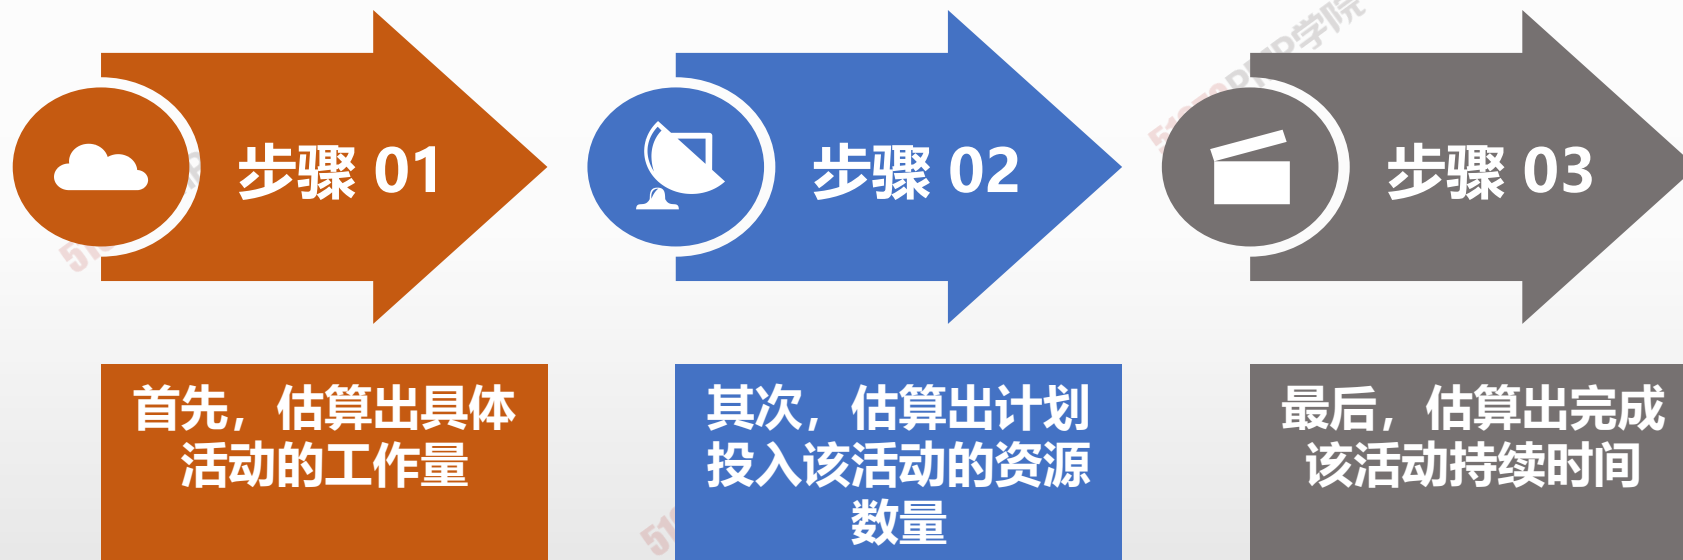 步骤 01
步骤 02
步骤 03
首先，估算出具体
活动的工作量
其次，估算出计划
投入该活动的资源
数量
最后，估算出完成
该活动持续时间